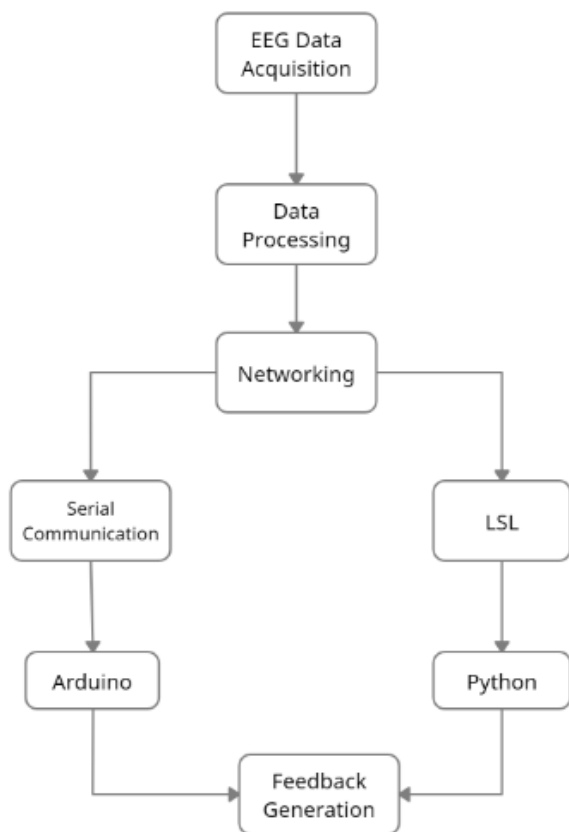 EEG Data
Acquisition
Data
Processing
Networking
Serial
Communication
LSL
Arduino
Python
Feedback
Generation